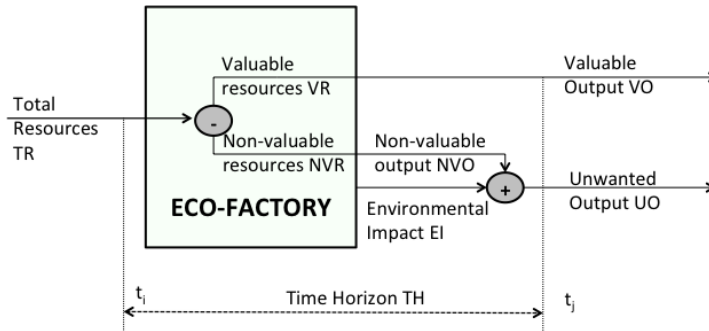 Valuable
resources VR
Valuable
Output VO
Total
Resources
TR
-
Non-valuable
resources NVR
Non-valuable
output NVO
+
ECO-FACTORY
Environmental
Impact EI
Unwanted
Output UO
ti
Time Horizon TH
tj